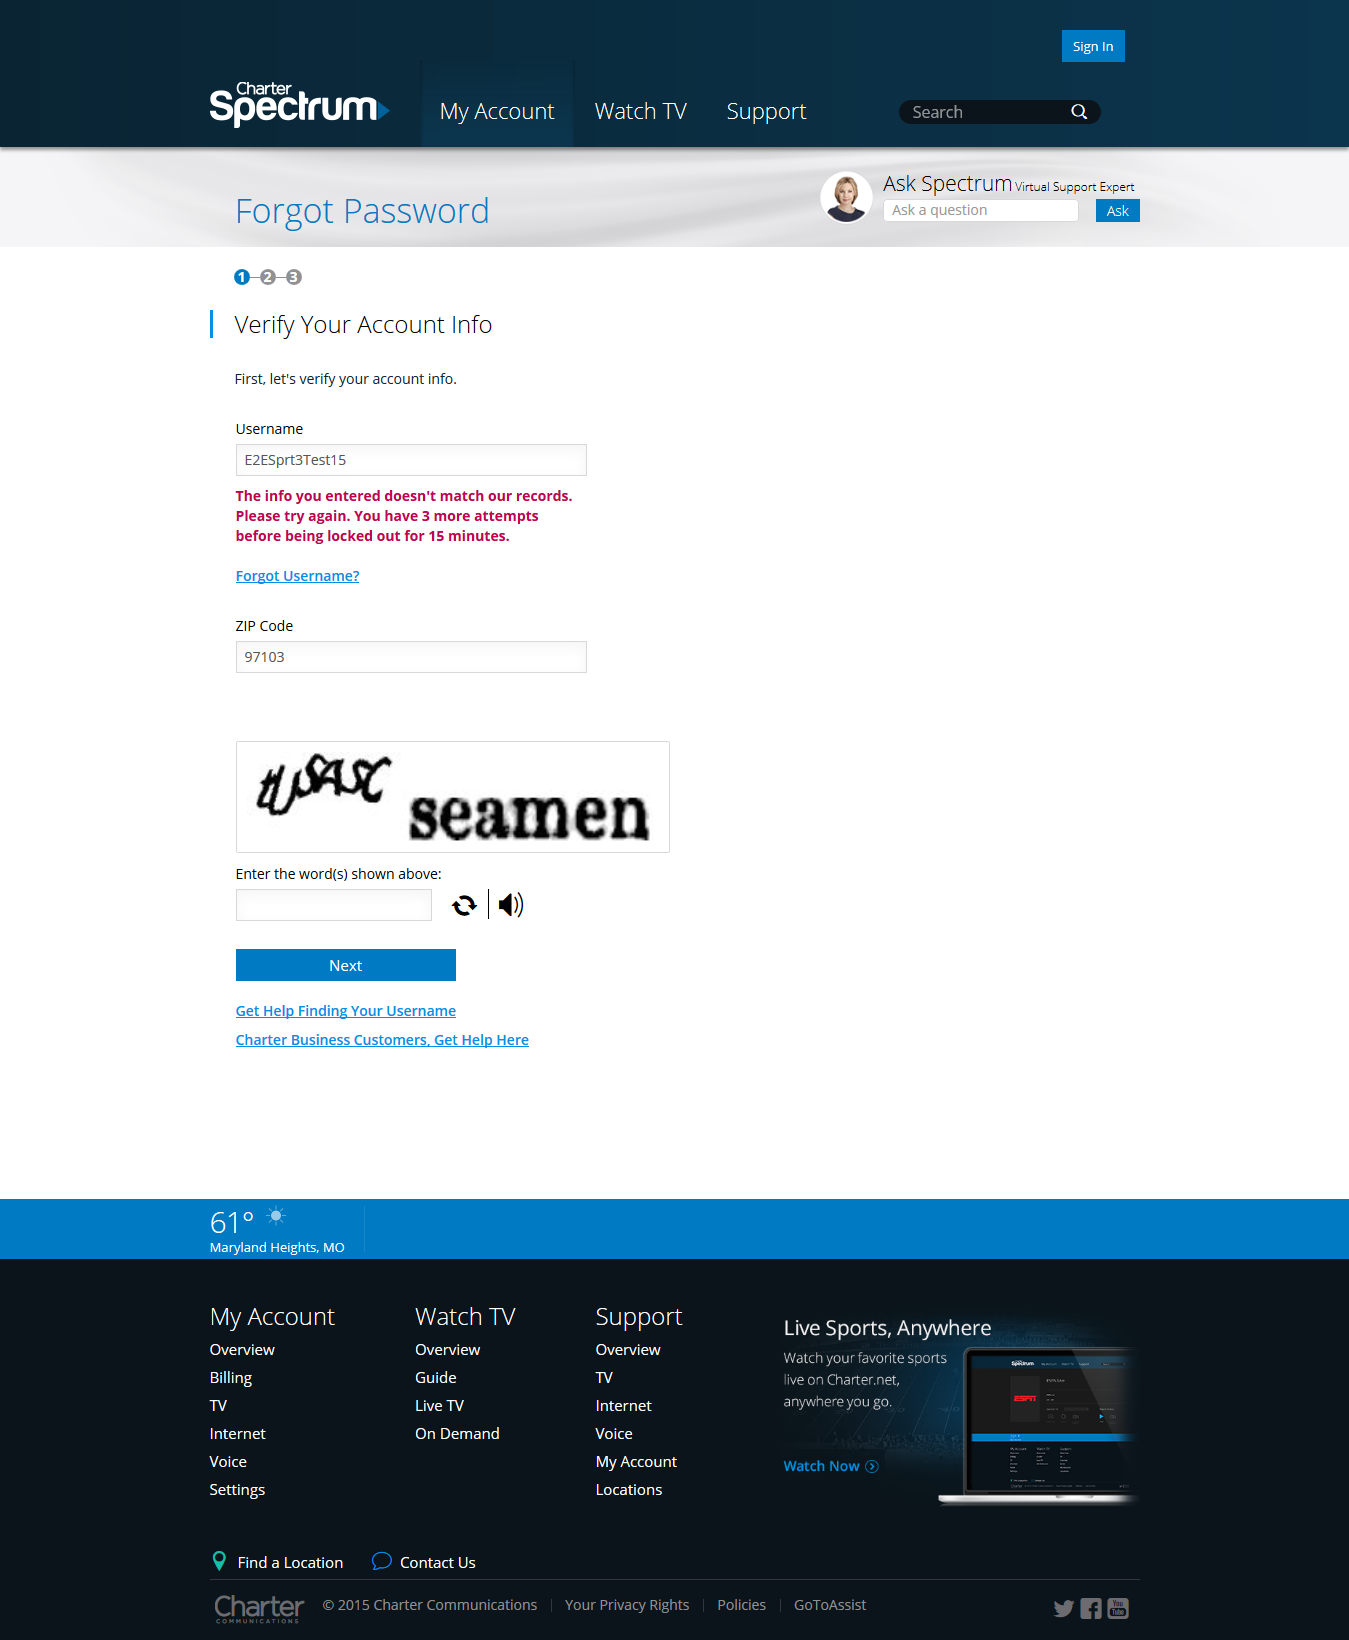 Sign In
Charter
Spectrum
My Account
Watch TV
Support
Search
Forgot Password
Ask Spectrum Virtual Support Expert
Ask a question
Ask
1 2 3
Verify Your Account Info
First, let's verify your account info.
Username
E2ESprt3Test15
The info you entered doesn't match our records.
Please try again. You have 3 more attempts
before being locked out for 15 minutes.
Forgot Username?
ZIP Code
97103
seamen
Enter the word(s) shown above:
Next
Get Help Finding Your Username
Charter Business Customers, Get Help Here
61°
Maryland Heights, MO
My Account
Overview
Billing
TV
Internet
Voice
Settings
Watch TV
Overview
Guide
Live TV
On Demand
Support
Overview
TV
Internet
Voice
My Account
Locations
Live Sports, Anywhere
Watch your favorite sports
live on Charter.net,
anywhere you go.
Watch Now
Spectrum
ESPN
Find a Location
Contact Us
Charter
COMMUNICATIONS
© 2015 Charter Communications
Your Privacy Rights
Policies
GoToAssist
You
Tube